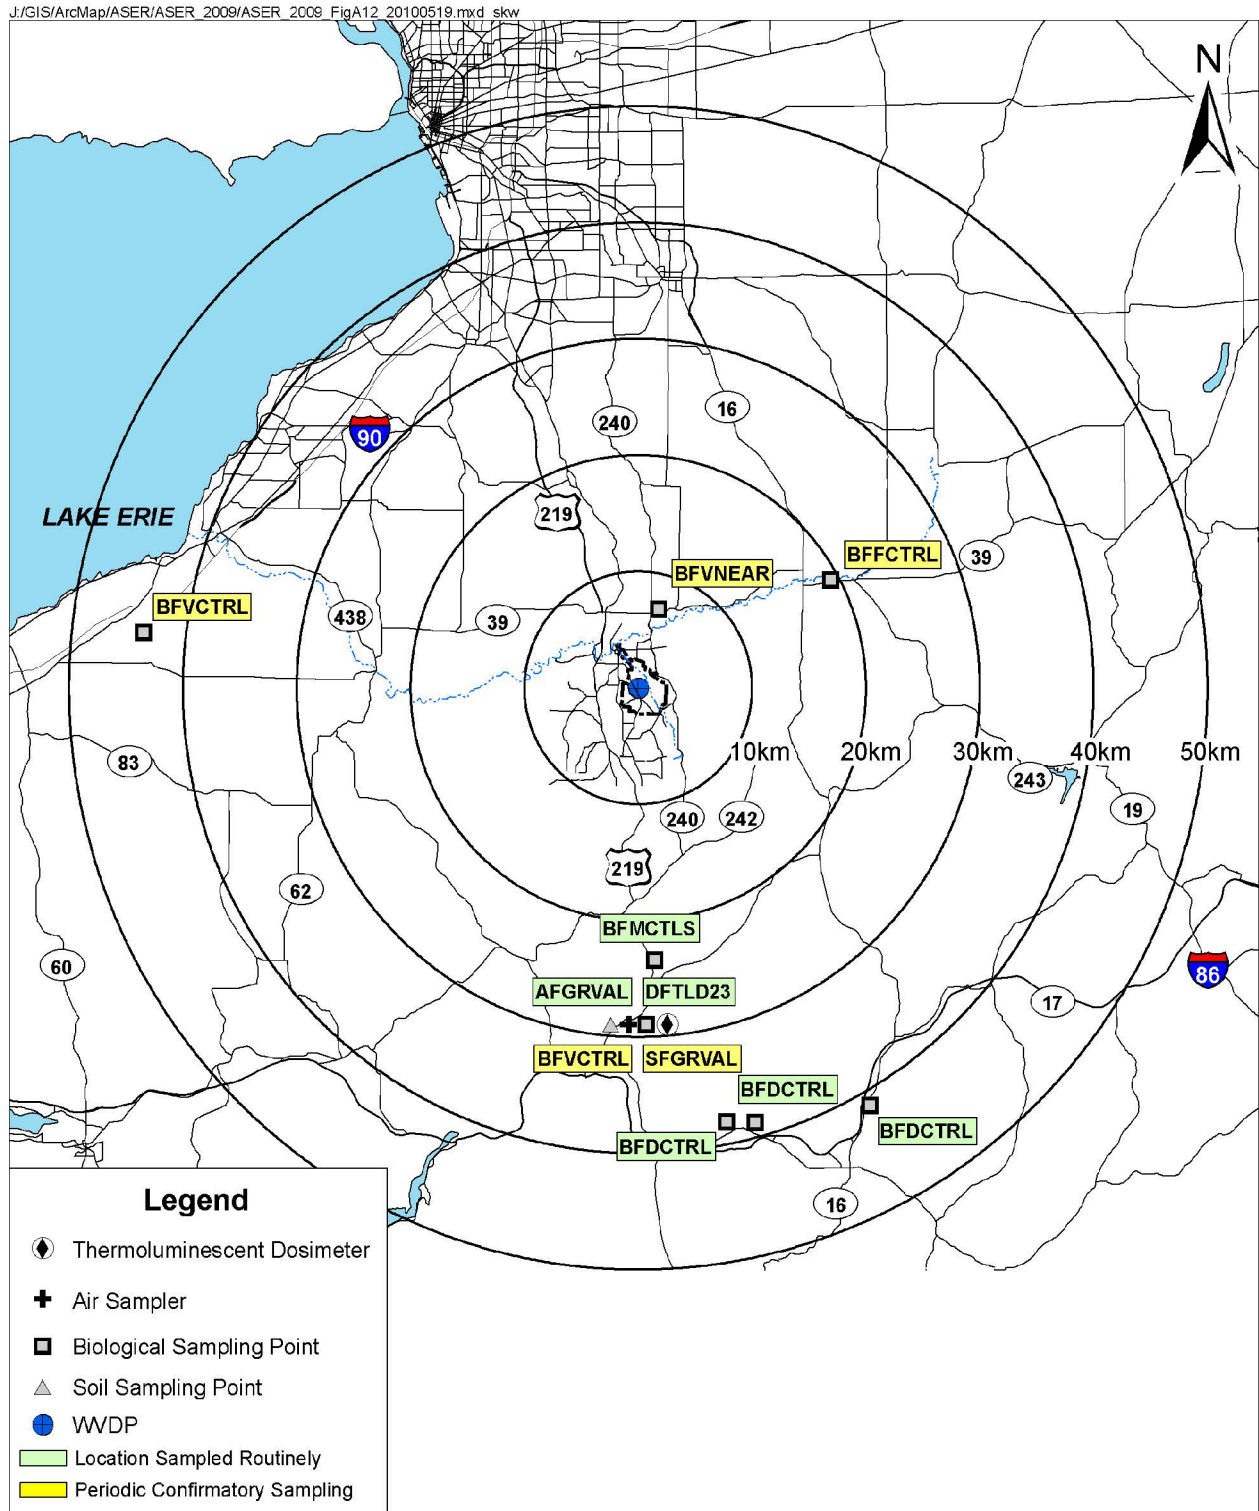 J:/GIS/ArcMap/ASER/ASER_2009/ASER_2009_FigA12_20100519.mxd skw
N
16
240
90
219
LAKE ERIE
BFFCTRL
39
BFVNEAR
BFVCTRL
438
39
10km
20km
30km
40km
50km
83
243
19
240
242
219
62
BFMCTLS
60
86
AFGRVAL
DFTLD23
17
BFVCTRL
SFGRVAL
BFDCTRL
BFDCTRL
BFDCTRL
16
Legend
Thermoluminescent Dosimeter
Air Sampler
Biological Sampling Point
Soil Sampling Point
WVDP
Location Sampled Routinely
Periodic Confirmatory Sampling